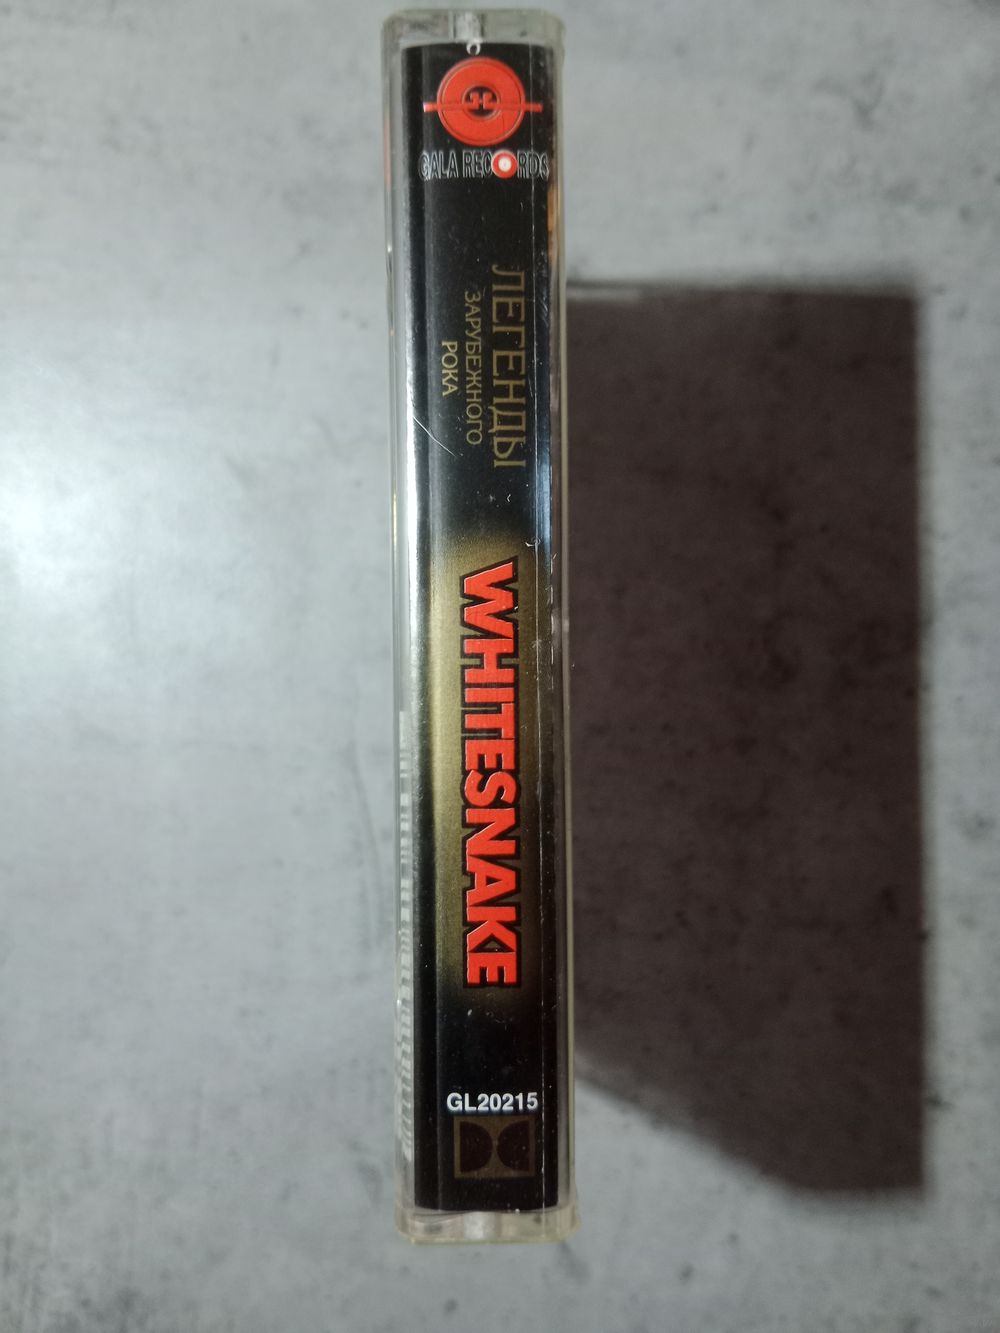 GALA RECORDS
ЛЕГЕНДЫ
ЗАРУБЕЖНОГО
РОКА
WHITESNAKE
GL20215